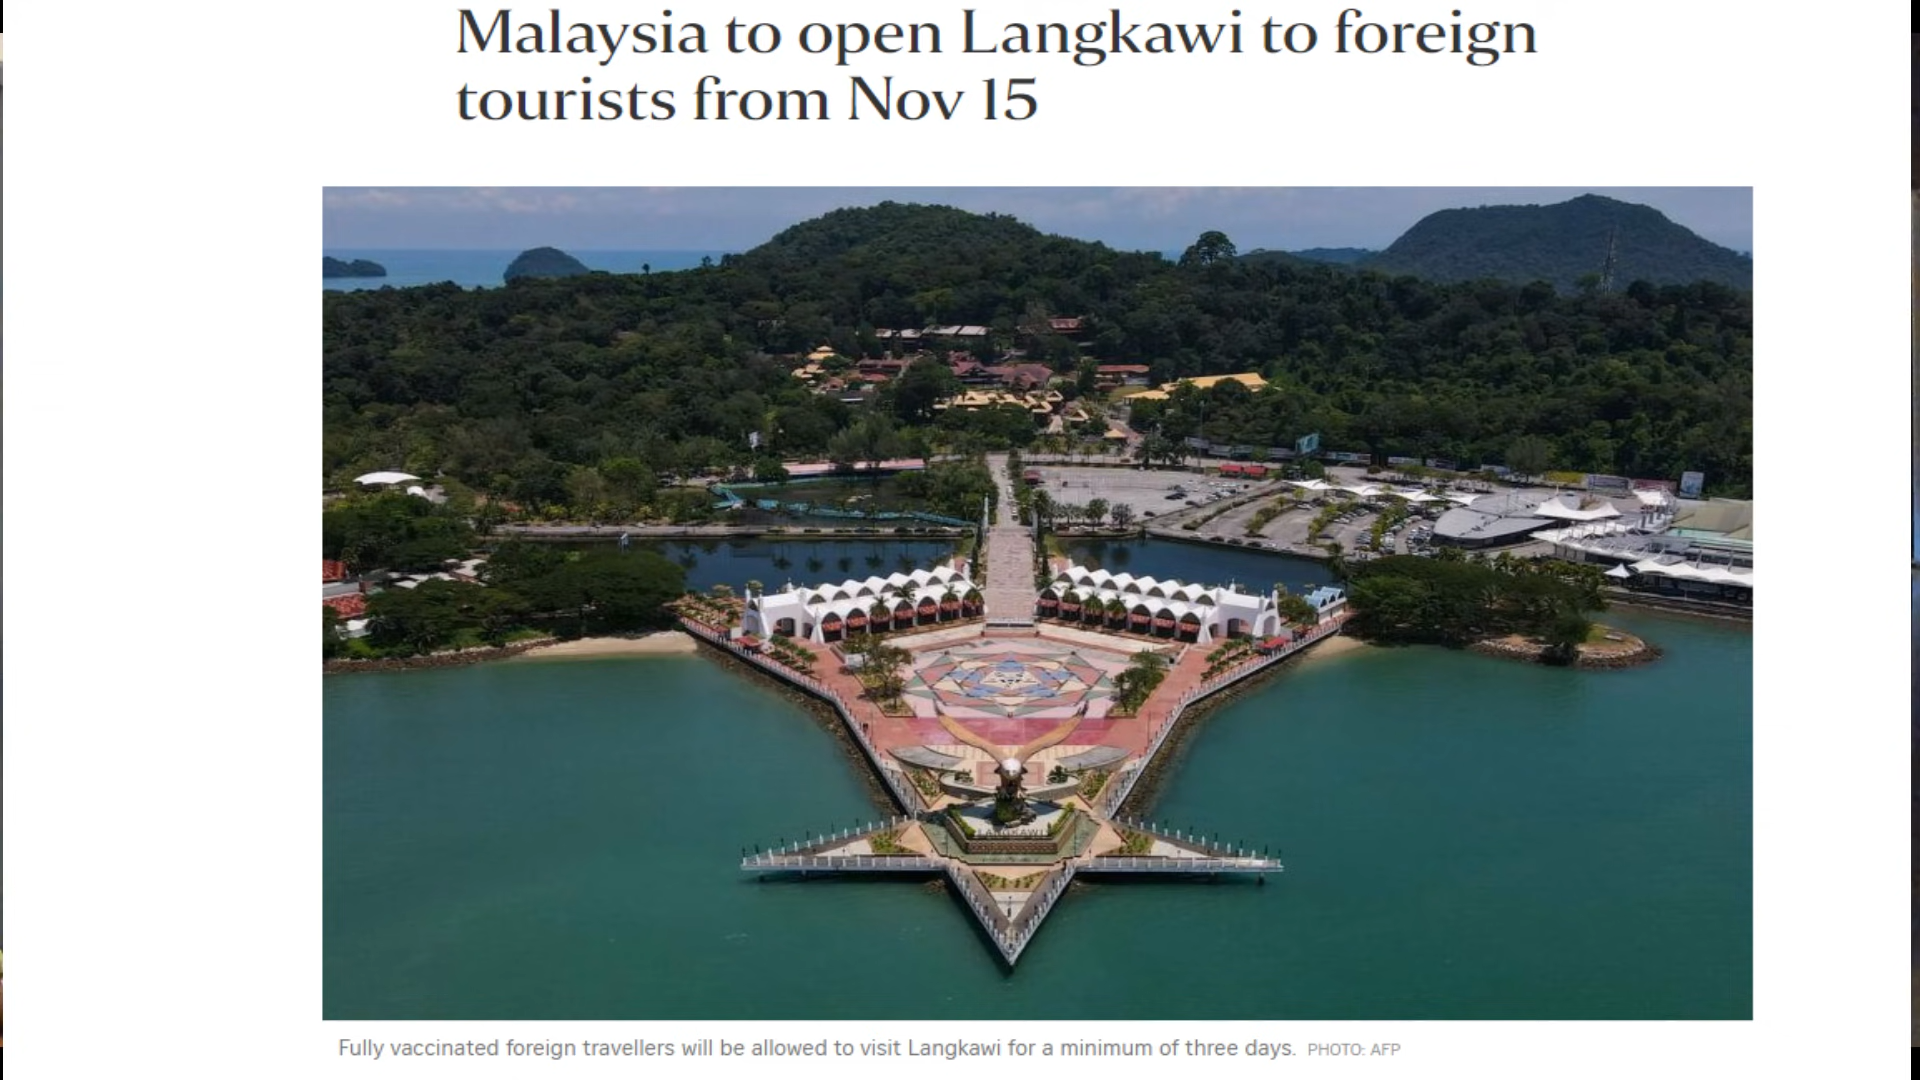 Malaysia to open Langkawi to foreign
tourists from Nov 15
LANGKAWI
Fully vaccinated foreign travellers will be allowed to visit Langkawi for a minimum of three days. PHOTO: AFP